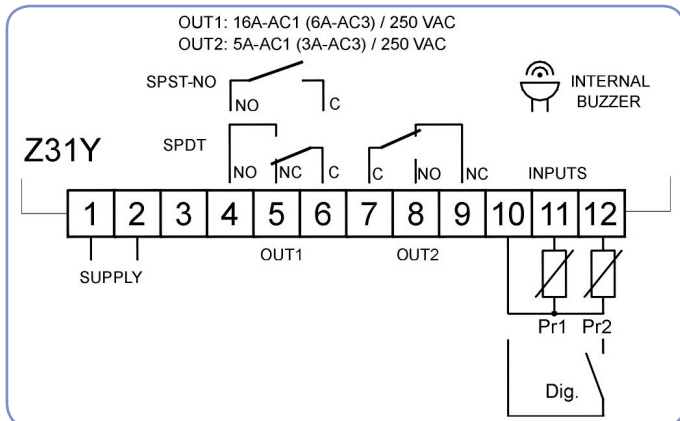 OUT1: 16A-AC1 (6A-AC3) / 250 VAC
OUT2: 5A-AC1 (3A-AC3) / 250 VAC
SPST-NO
NO C
INTERNAL
BUZZER
Z31Y
SPDT
NO NC C C NO NC INPUTS
1 2 3 4 5 6 7 8 9 10 11 12
SUPPLY OUT1 OUT2
Pr1 Pr2
Dig.